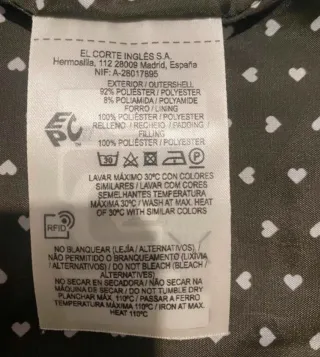 EL CORTE INGLÉS S.A.
Hermosilla, 112 28009 Madrid, España
NIF: A-28017895
EXTERIOR / OUTERSHELL
92% POLIÉSTER / POLYESTER
8% POLIAMIDA / POLYAMIDE
FORRO / LINING
100% POLIÉSTER / POLYESTER
RELLENO / RECHEIO / PADDING /
FILLING
100% POLIÉSTER / POLYESTER
30
LAVAR MÁXIMO 30ºC CON COLORES
SIMILARES / LAVAR COM CORES
SEMELHANTES TEMPERATURA
MÁXIMA 30ºC / WASH AT MAX. HEAT
OF 30ºC WITH SIMILAR COLORS
RFID
NO BLANQUEAR (LEJÍA / ALTERNATIVOS)
NÃO PERMITIDO O BRANQUEAMENTO (LIXÍVIA
/ ALTERNATIVOS) / DO NOT BLEACH (BLEACH /
ALTERNATIVES)
NO SECAR EN SECADORA / NÃO SECAR NA
MÁQUINA DE SECAR / DO NOT TUMBLE DRY
PLANCHAR MÁX. 110ºC / PASSAR A FERRO
TEMPERATURA MÁXIMA 110ºC / IRON AT MAX.
HEAT 110ºC